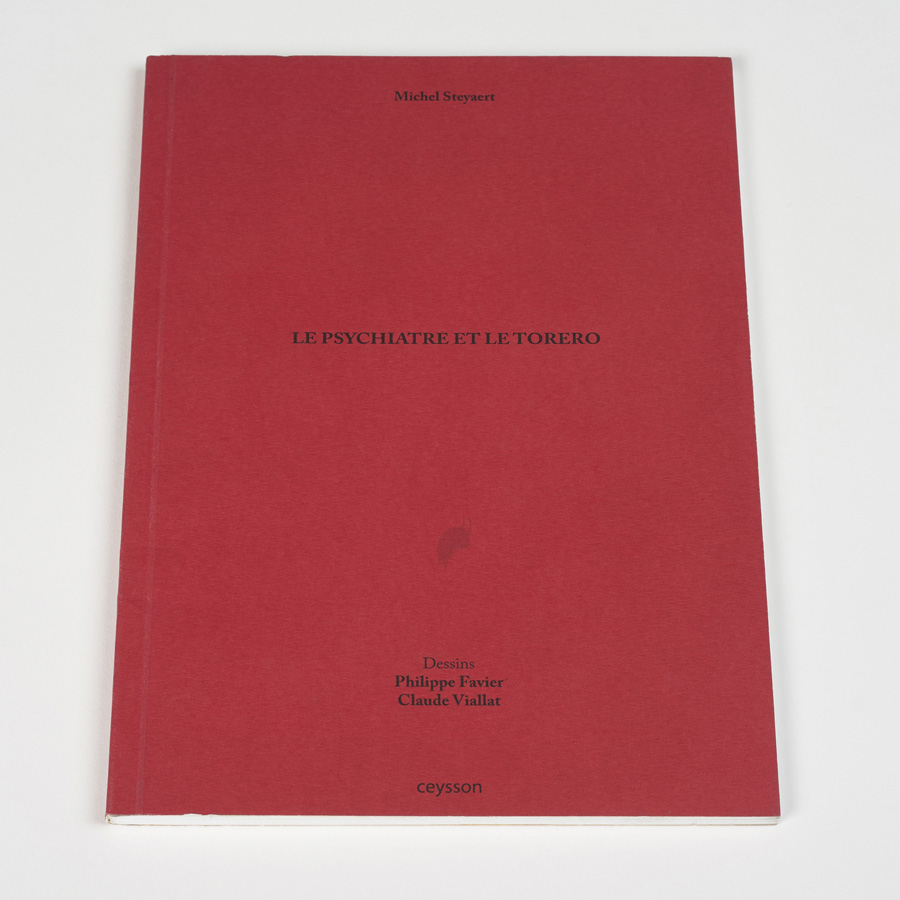 Michel Steyaert
LE PSYCHIATRE ET LE TORERO
Dessins
Philippe Favier
Claude Viallat
ceysson